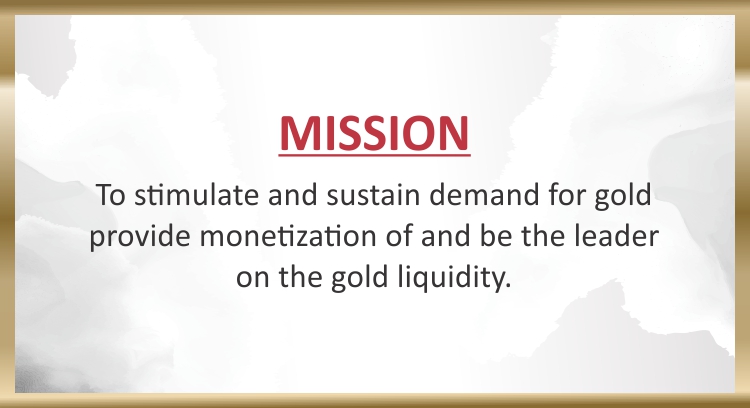 MISSION
To stimulate and sustain demand for gold
provide monetization of and be the leader
on the gold liquidity.